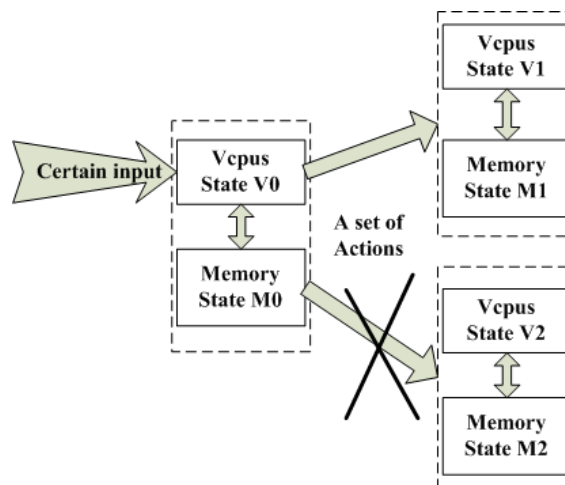 Certain input
Vcpus
State V0
Memory
State M0
A set of
Actions
Vcpus
State V1
Memory
State M1
Vcpus
State V2
Memory
State M2